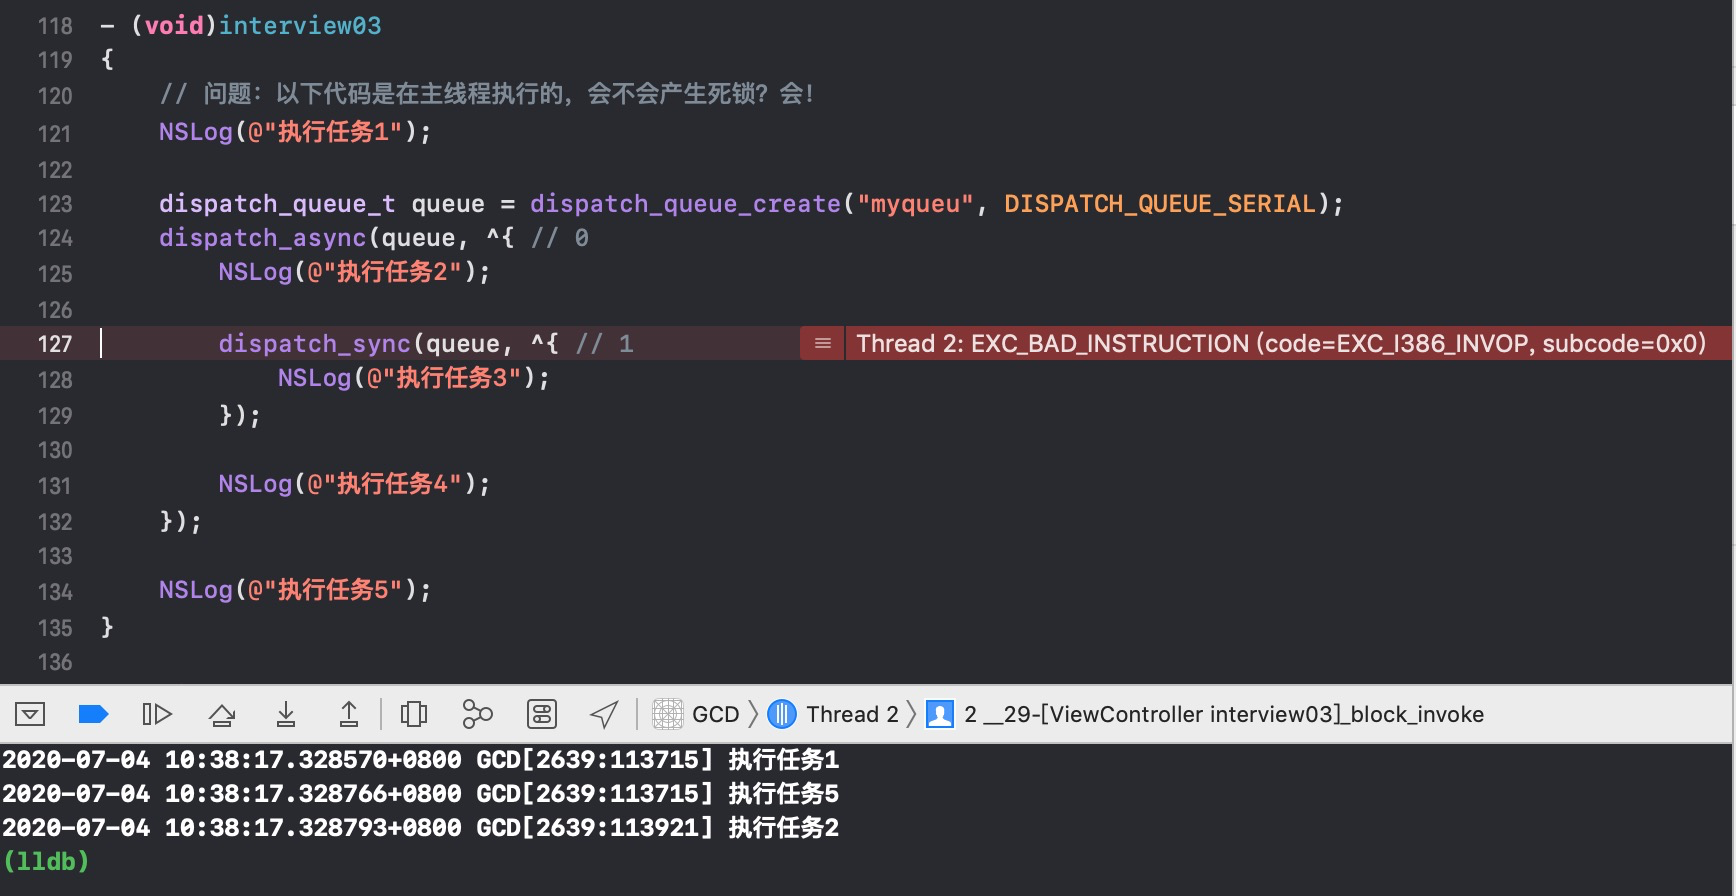 118 - (void)interview03
119 {
120 // 问题：以下代码是在主线程执行的，会不会产生死锁？会！
121 NSLog(@"执行任务1");
122
123 dispatch_queue_t queue = dispatch_queue_create("myqueu", DISPATCH_QUEUE_SERIAL);
124 dispatch_async(queue, ^{ // 0
125 NSLog(@"执行任务2");
126
127 dispatch_sync(queue, ^{ // 1 Thread 2: EXC_BAD_INSTRUCTION (code=EXC_I386_INVOP, subcode=0x0)
128 NSLog(@"执行任务3");
129 });
130
131 NSLog(@"执行任务4");
132 });
133
134 NSLog(@"执行任务5");
135 }
136
GCD Thread 2 2 __29-[ViewController interview03]_block_invoke
2020-07-04 10:38:17.328570+0800 GCD[2639:113715] 执行任务1
2020-07-04 10:38:17.328766+0800 GCD[2639:113715] 执行任务5
2020-07-04 10:38:17.328793+0800 GCD[2639:113921] 执行任务2
(lldb)